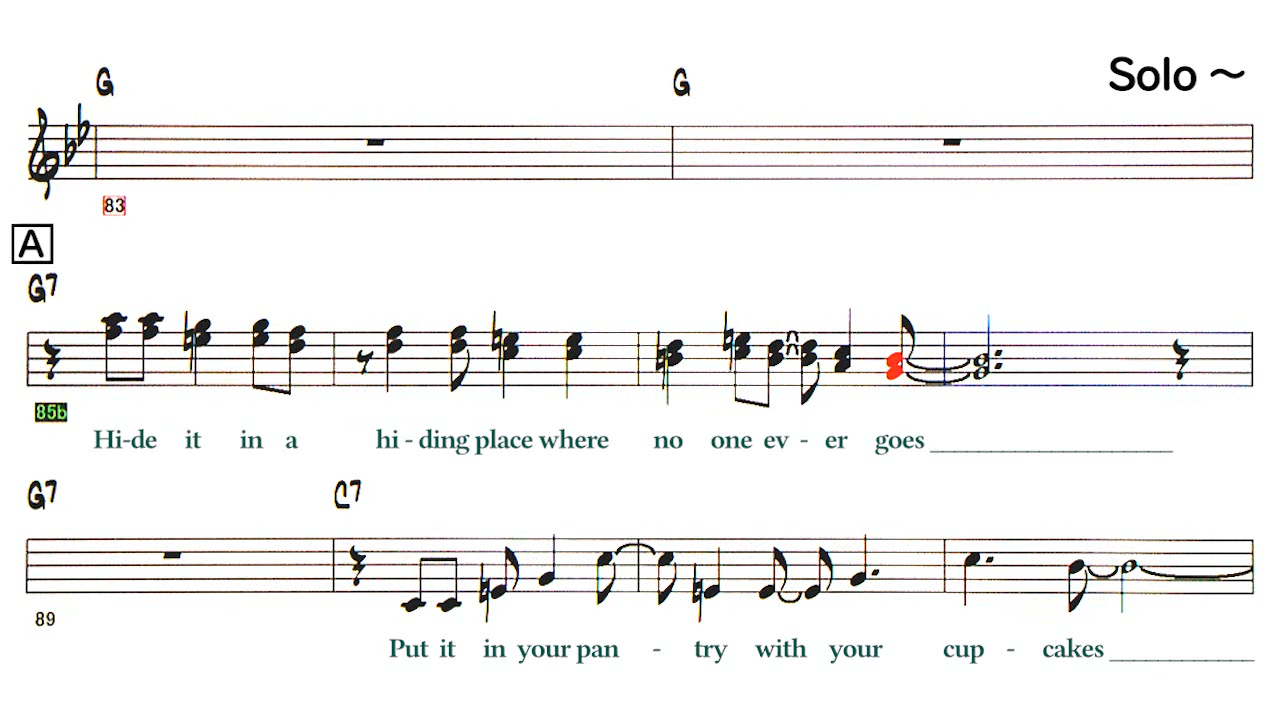 Solo ～
G G
83
A
G7
85b
Hi-de it in a hi - ding place where no one ev - er goes
G7 C7
89
Put it in your pan - try with your cup - cakes